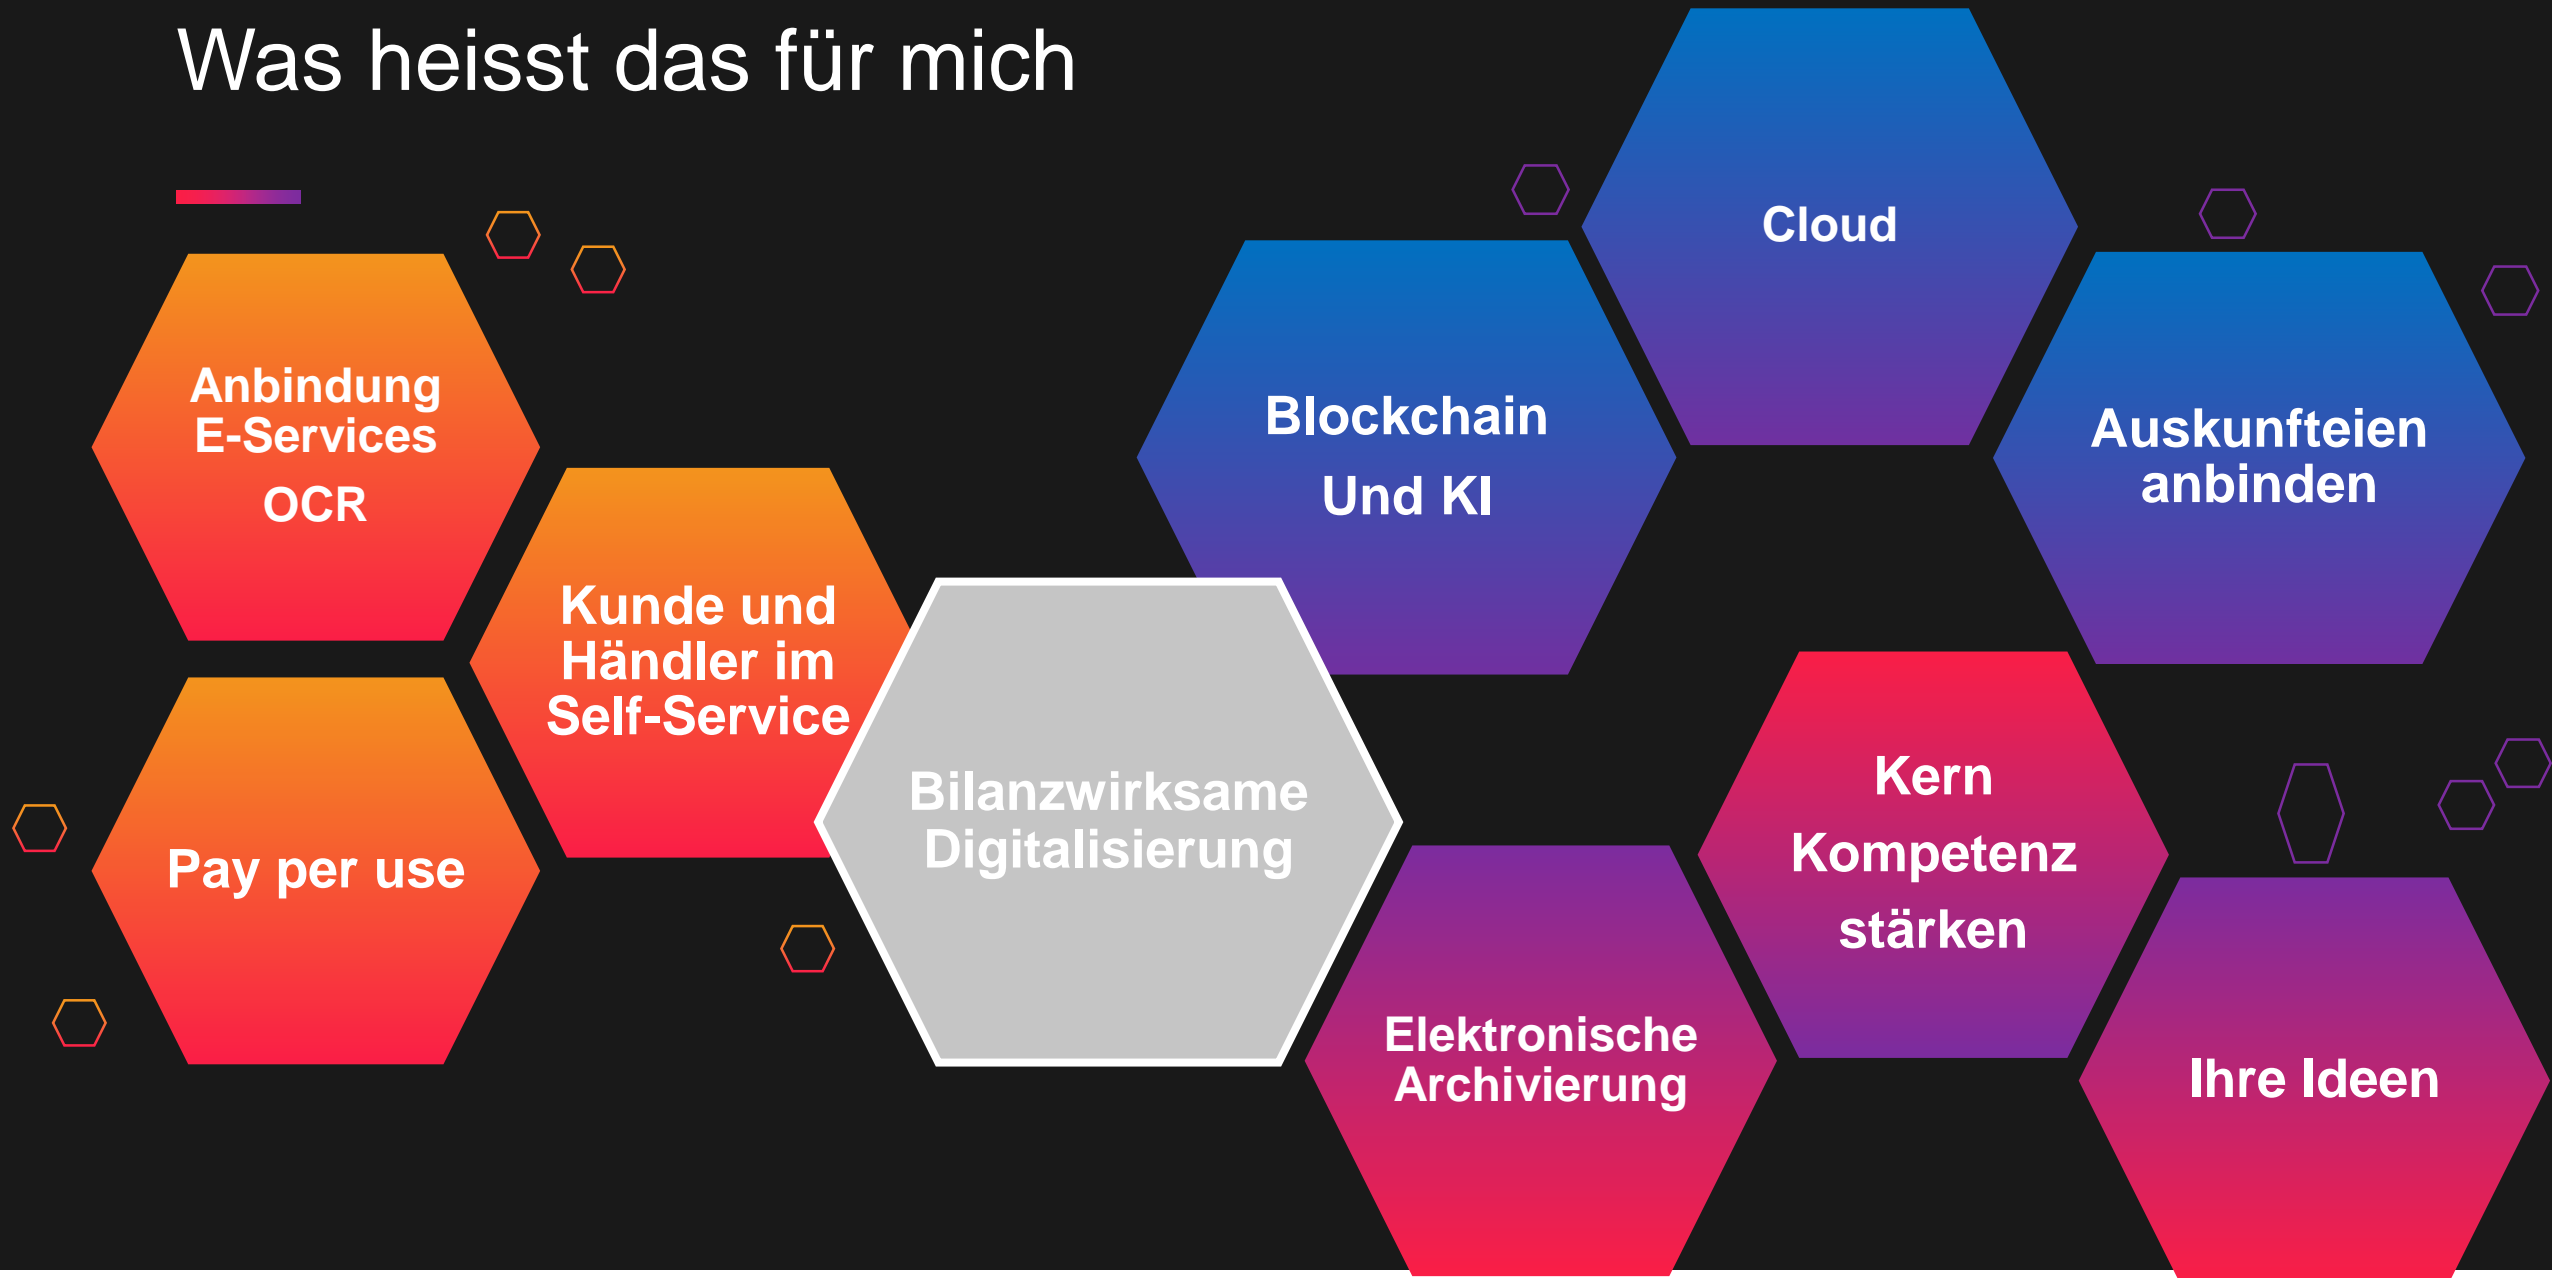 Was heisst das für mich
Anbindung
E-Services
OCR
Kunde und
Händler im
Self-Service
Pay per use
Bilanzwirksame
Digitalisierung
Blockchain
Und KI
Cloud
Auskunfteien
anbinden
Kern
Kompetenz
stärken
Elektronische
Archivierung
Ihre Ideen